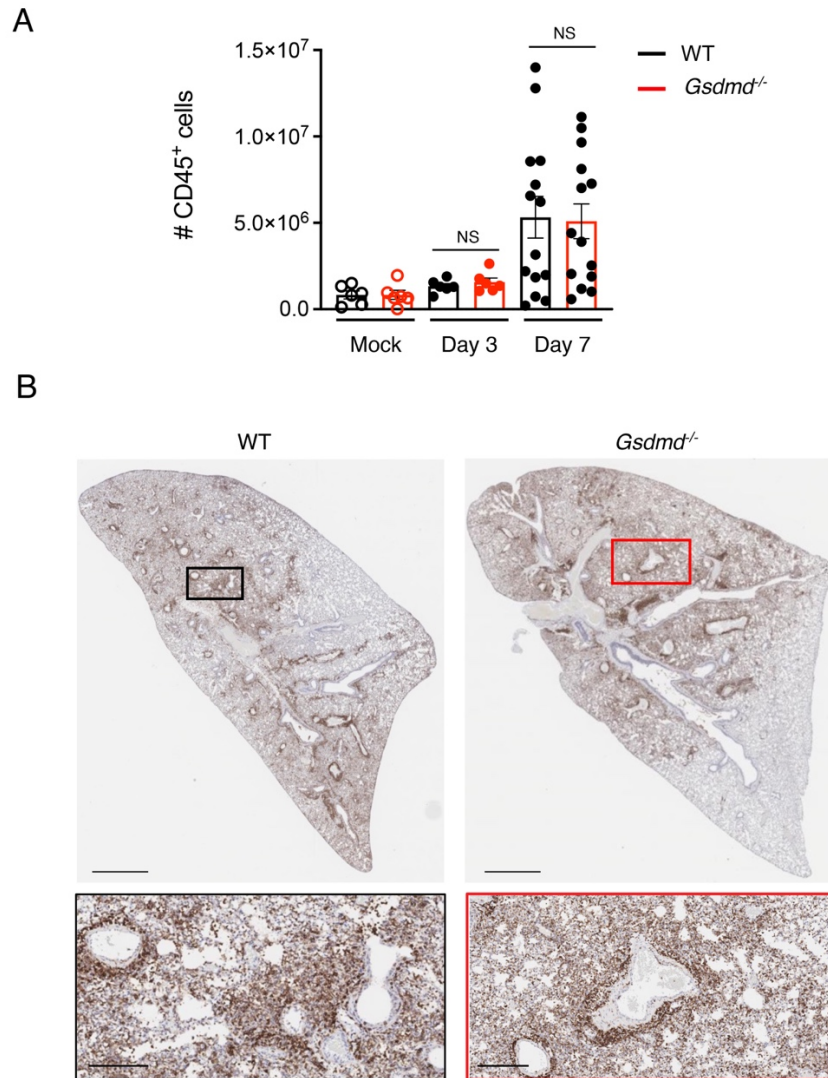 A
# CD45⁺ cells
1.5×10⁷
1.0×10⁷
5.0×10⁶
0.0
NS
NS
WT
Gsdmd⁻/⁻
Mock
Day 3
Day 7
B
WT
Gsdmd⁻/⁻